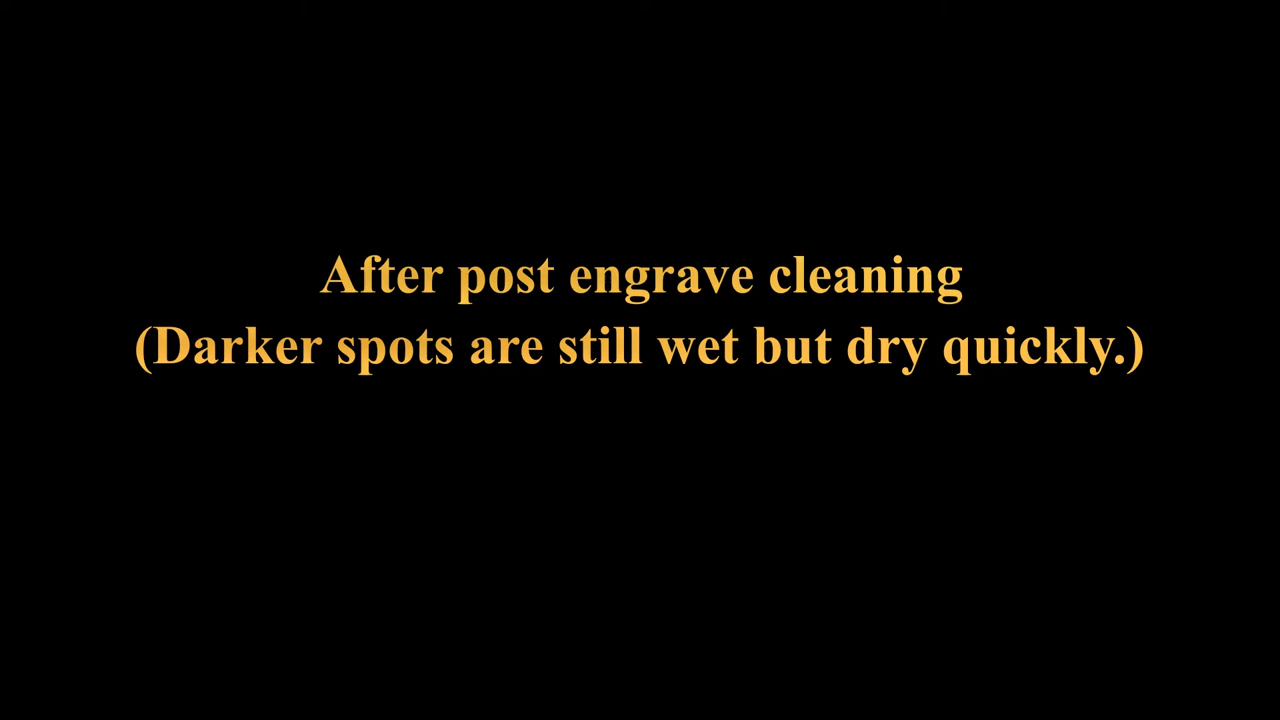 After post engrave cleaning
(Darker spots are still wet but dry quickly.)